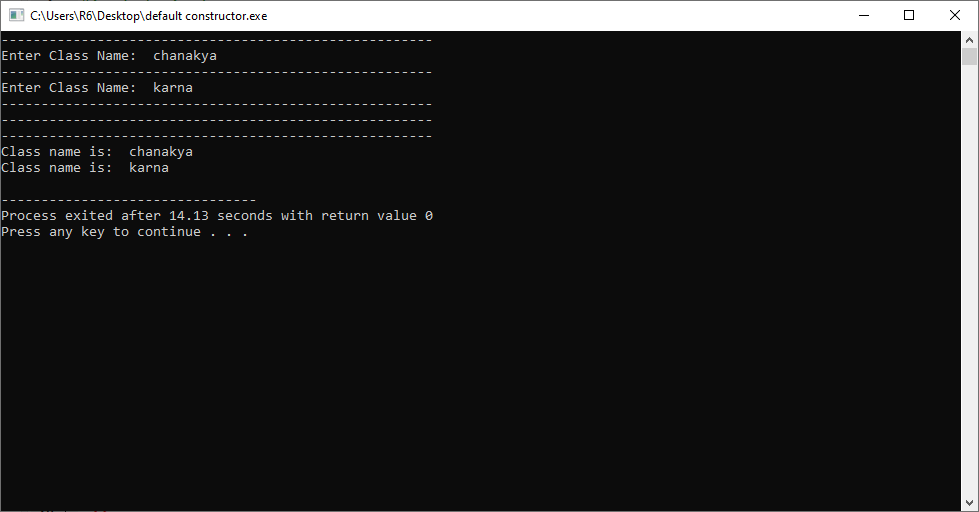 C:\Users\R6\Desktop\default constructor.exe
------------------------------------------------------
Enter Class Name:  chanakya
------------------------------------------------------
Enter Class Name:  karna
------------------------------------------------------
------------------------------------------------------
------------------------------------------------------
Class name is:  chanakya
Class name is:  karna
--------------------------------
Process exited after 14.13 seconds with return value 0
Press any key to continue . . .